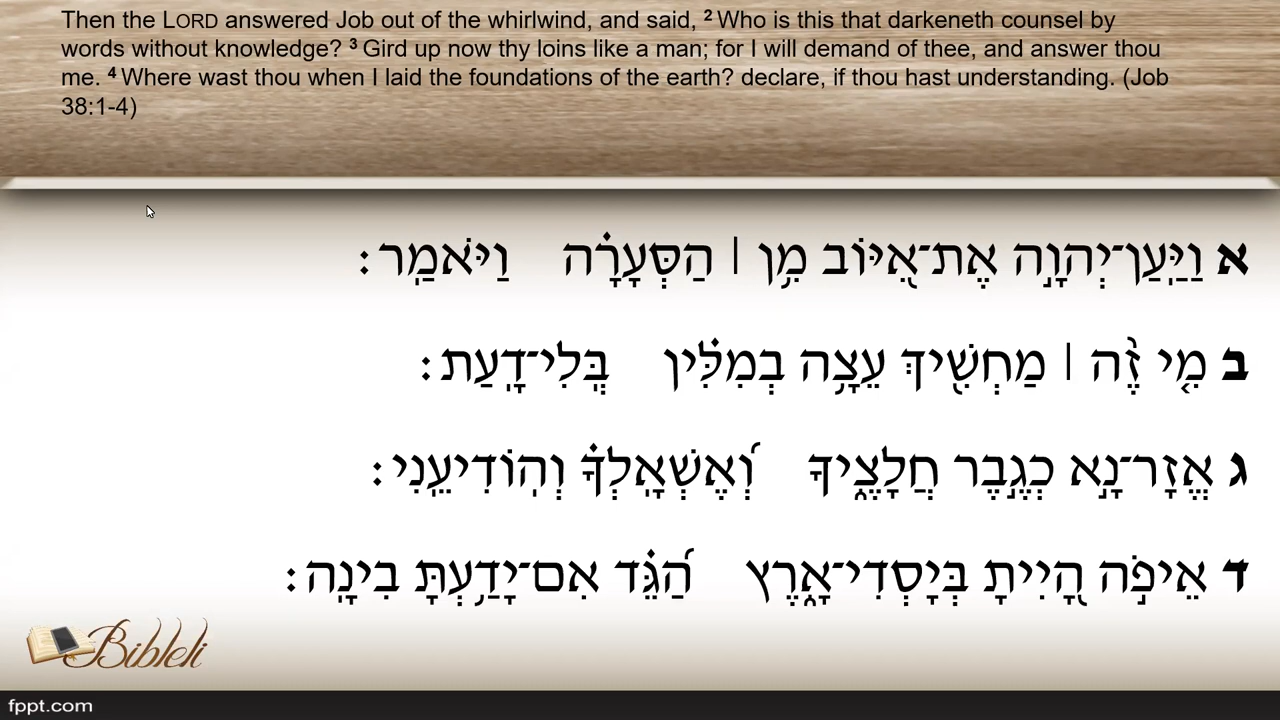 Then the LORD answered Job out of the whirlwind, and said, ² Who is this that darkeneth counsel by
words without knowledge? ³ Gird up now thy loins like a man; for I will demand of thee, and answer thou
me. ⁴ Where wast thou when I laid the foundations of the earth? declare, if thou hast understanding. (Job
38:1-4)
א וַיַּֽעַן־יְהוָ֣ה אֶת־אִ֭יּוֹב מִ֥ן | הַסְּעָרָ֗ה וַיֹּאמַֽר׃
ב מִ֤י זֶ֨ה | מַחְשִׁ֖יךְ עֵצָ֥ה בְמִלִּ֗ין בְּֽלִי־דָֽעַת׃
ג אֱזָר־נָ֣א כְגֶ֣בֶר חֲלָצֶ֑יךָ וְ֝אֶשְׁאָֽלְךָ֗ וְהֽוֹדִיעֵֽנִי׃
ד אֵיפֹ֣ה הָ֭יִיתָ בְּיָסְדִי־אָ֑רֶץ הַ֝גֵּ֗ד אִם־יָדַ֥עְתָּ בִינָֽה׃
Bibleli
fppt.com